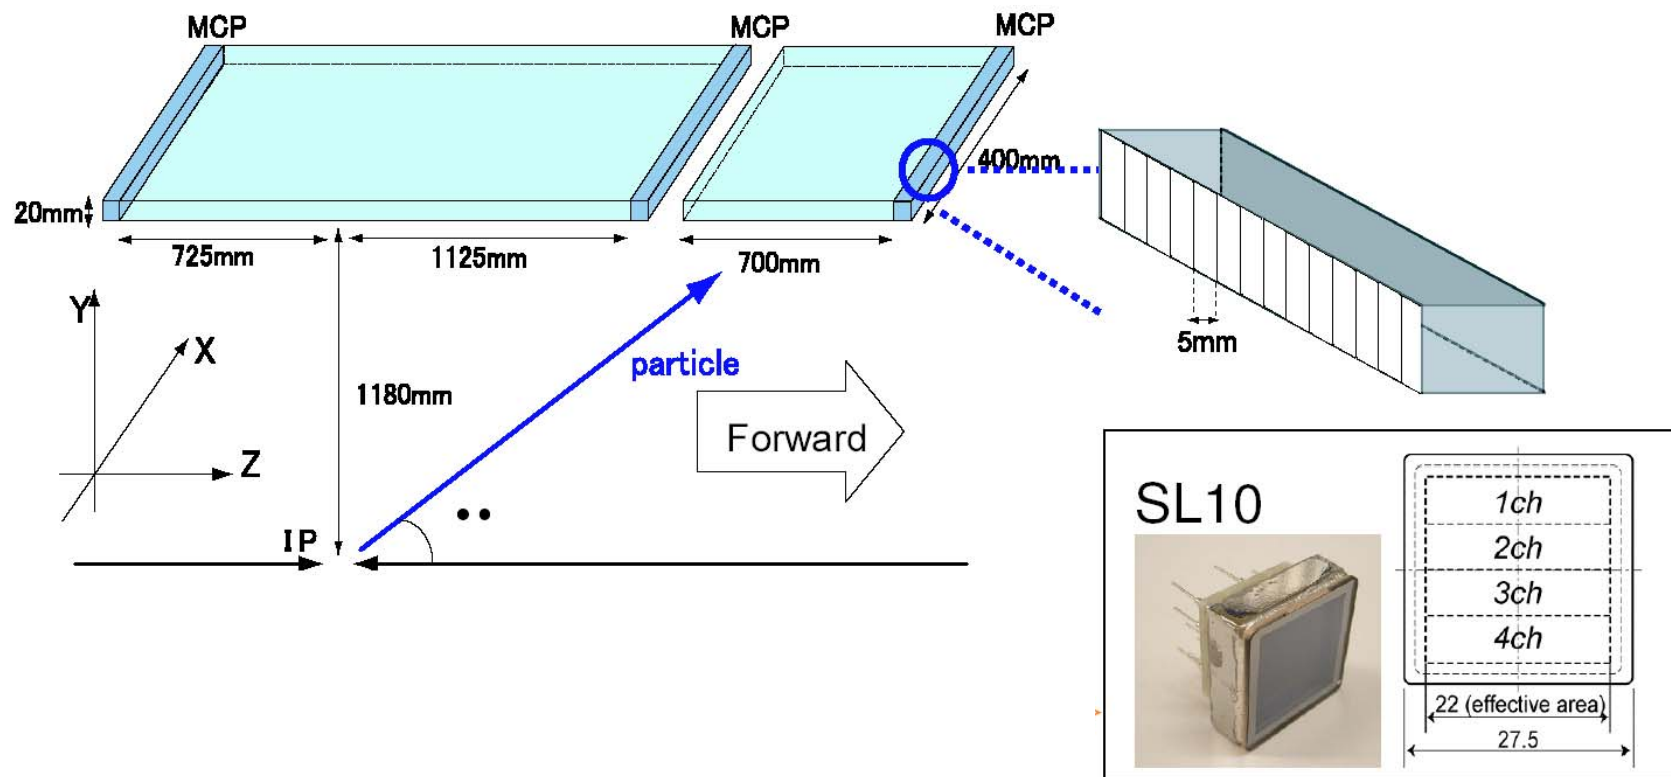 MCP
MCP
MCP
400mm
20mm
725mm
1125mm
700mm
5mm
Y
X
Z
particle
1180mm
Forward
IP
SL10
1ch
2ch
3ch
4ch
22 (effective area)
27.5